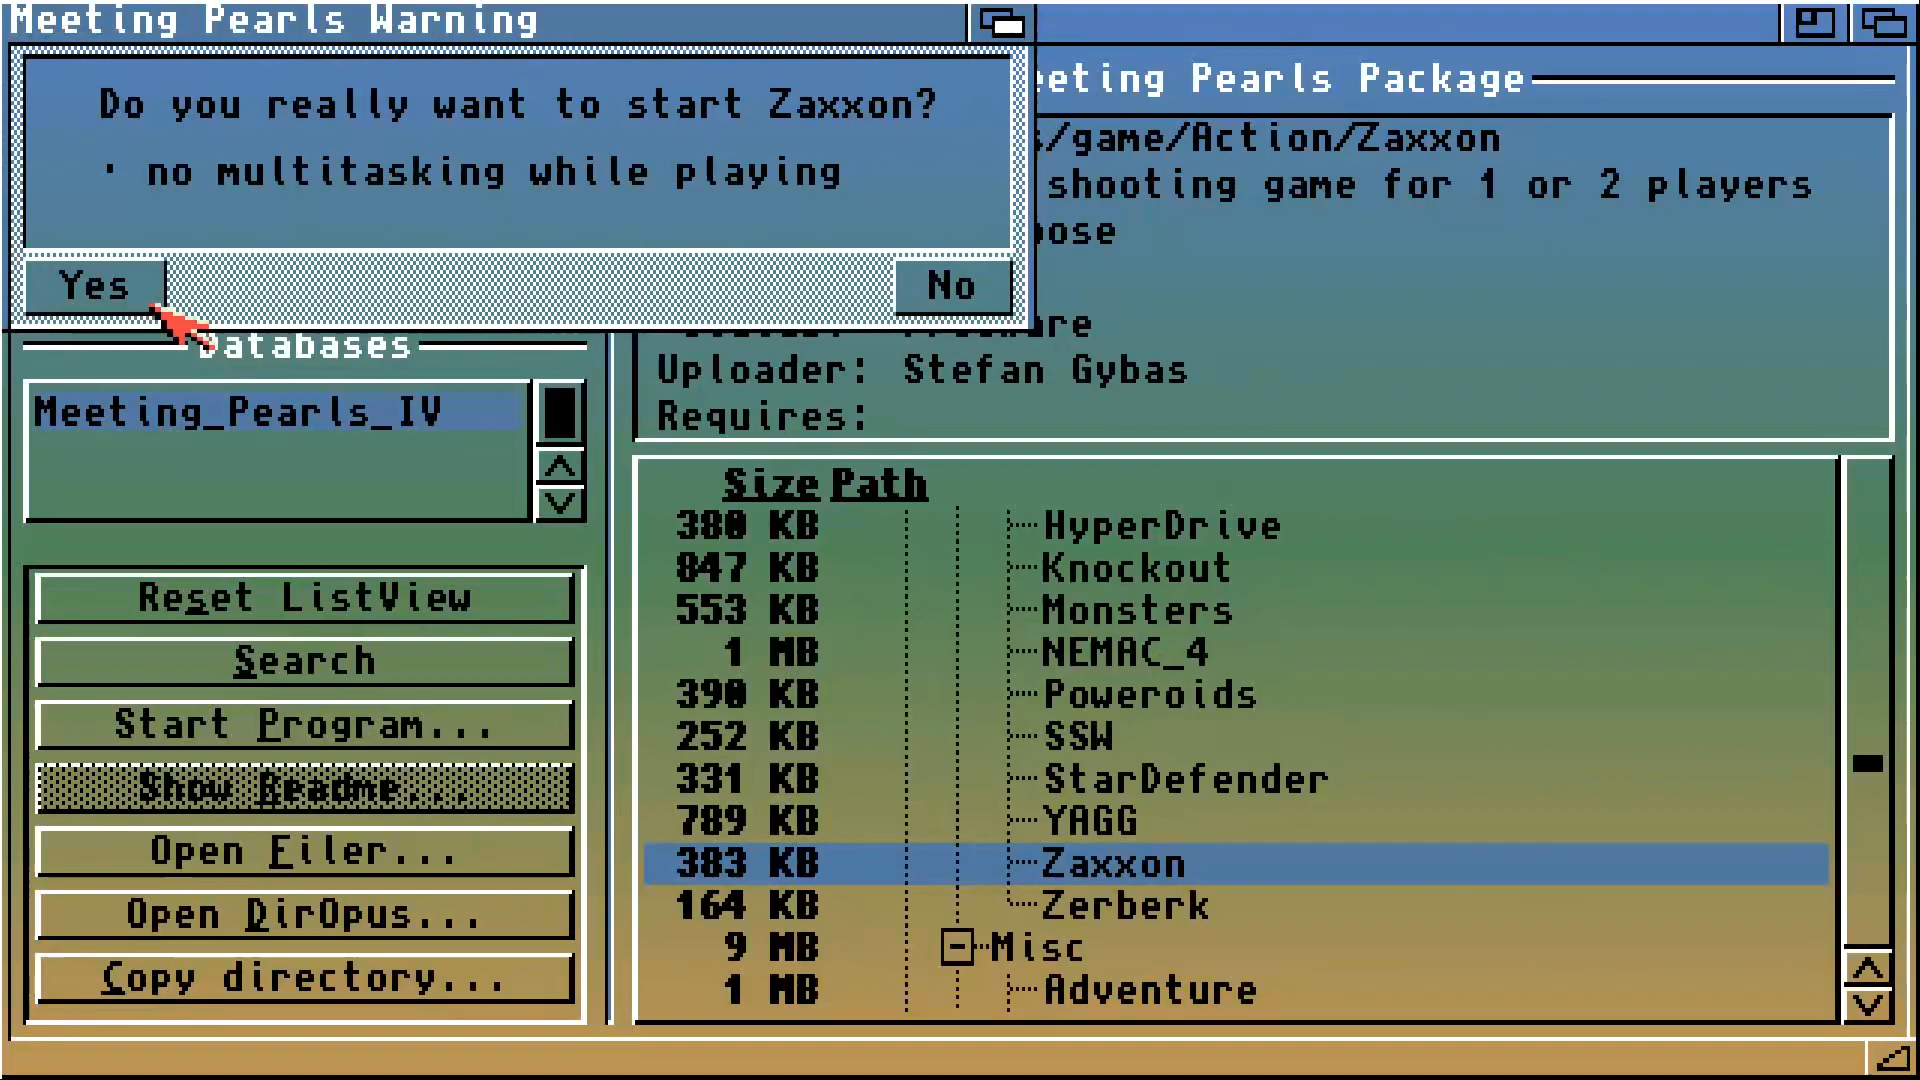 Meeting Pearls Warning
Do you really want to start Zaxxon?
· no multitasking while playing
Yes
No
eeting Pearls Package
/game/Action/Zaxxon
shooting game for 1 or 2 players
ose
re
Uploader: Stefan Gybas
Requires:
Databases
Meeting_Pearls_IV
Reset ListView
Search
Start Program...
Show Readme...
Open Filer...
Open DirOpus...
Copy directory...
Size Path
380 KB HyperDrive
847 KB Knockout
553 KB Monsters
1 MB NEMAC_4
390 KB Poweroids
252 KB SSW
331 KB StarDefender
789 KB YAGG
383 KB Zaxxon
164 KB Zerberk
9 MB Misc
1 MB Adventure